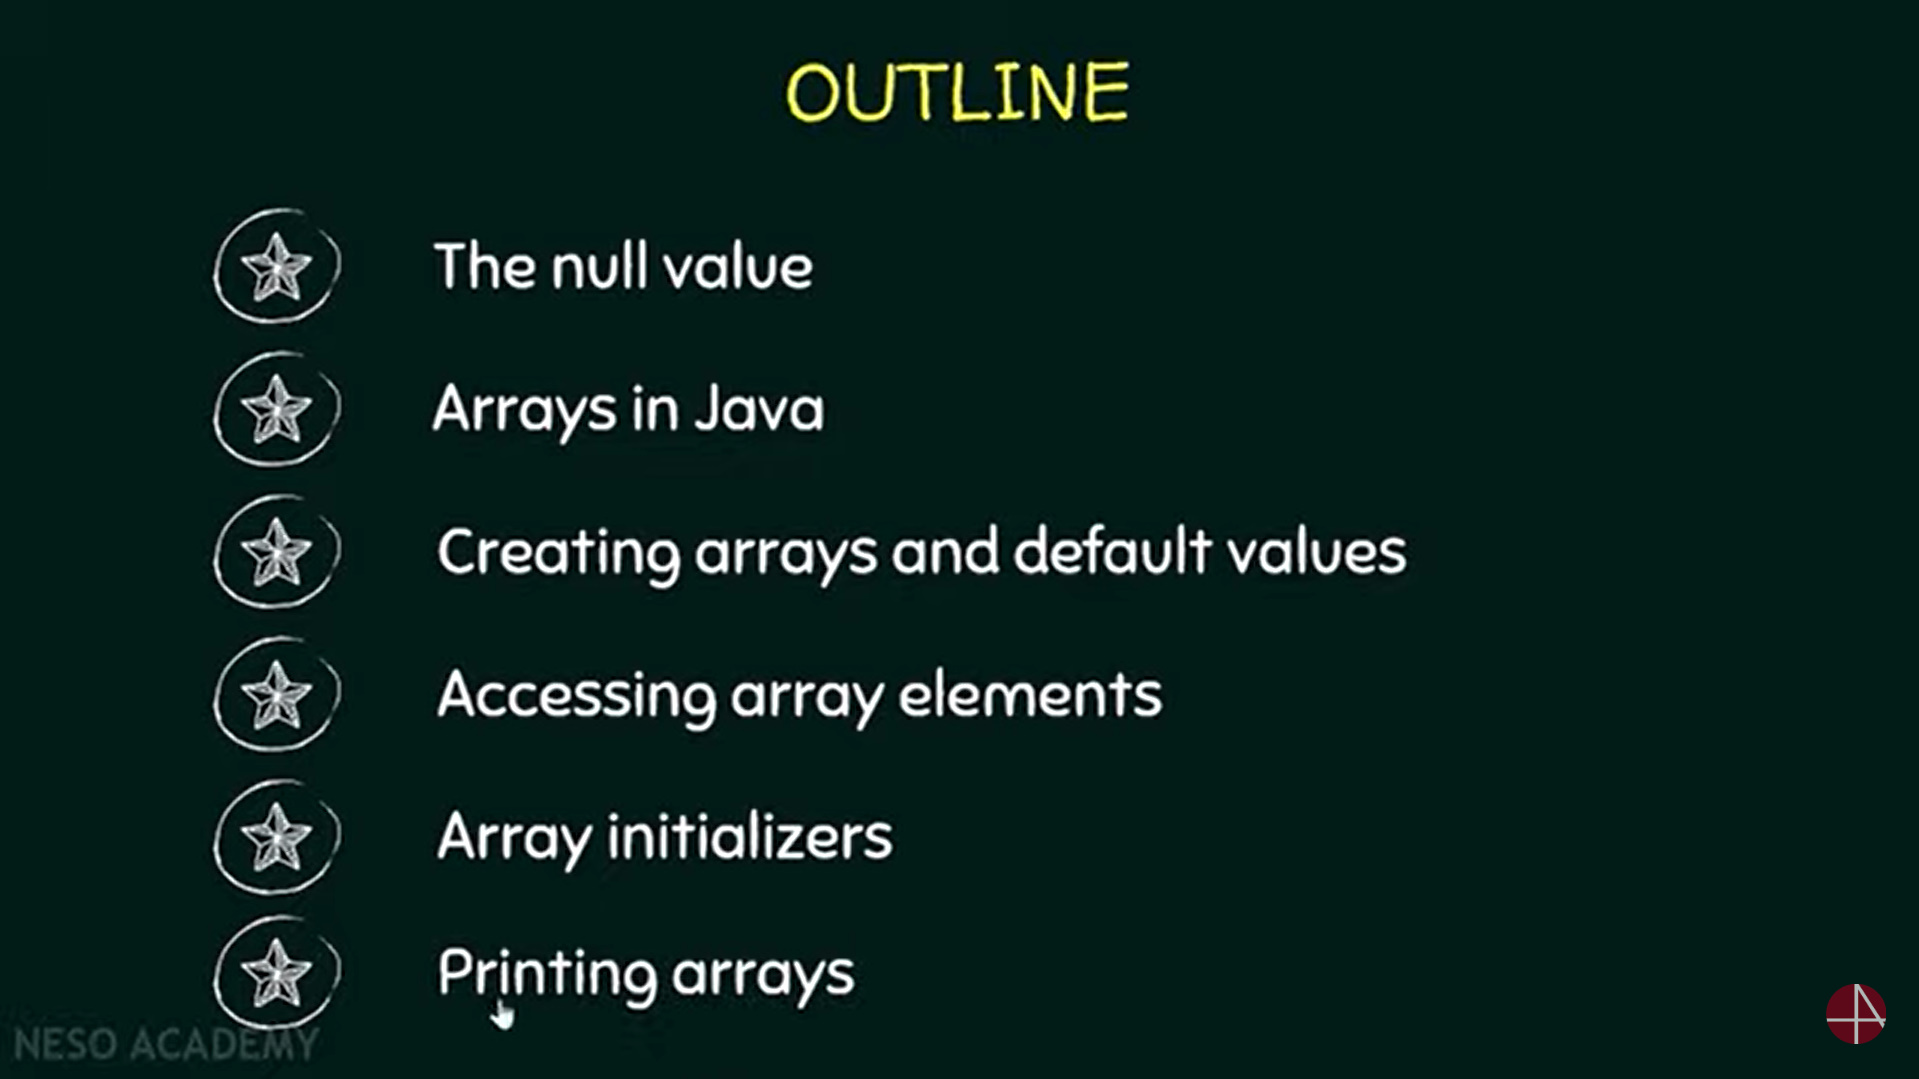 OUTLINE
The null value
Arrays in Java
Creating arrays and default values
Accessing array elements
Array initializers
Printing arrays
NESO ACADEMY